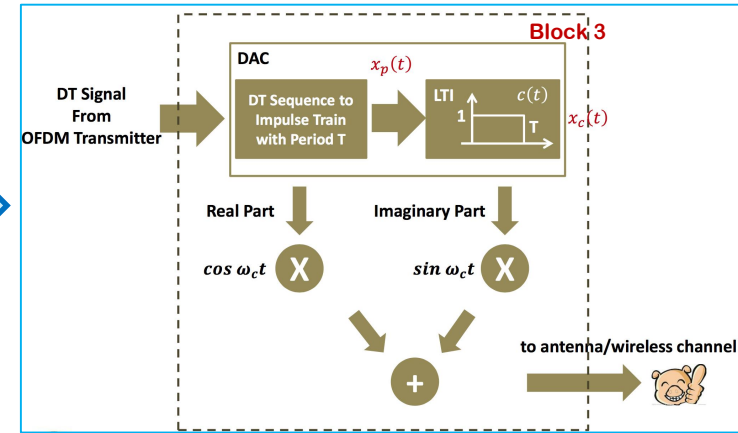 Block 3
DAC
x_p(t)
DT Signal
From
OFDM Transmitter
DT Sequence to
Impulse Train
with Period T
LTI
c(t)
1
T
x_c(t)
Real Part
Imaginary Part
cos ω_c t
X
sin ω_c t
X
to antenna/wireless channel
+